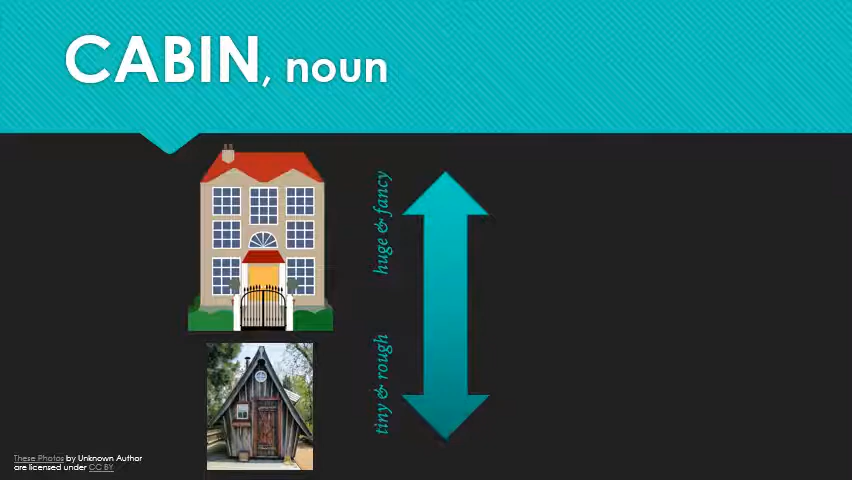 CABIN, noun
huge & fancy
tiny & rough
These Photos by Unknown Author
are licensed under CC BY